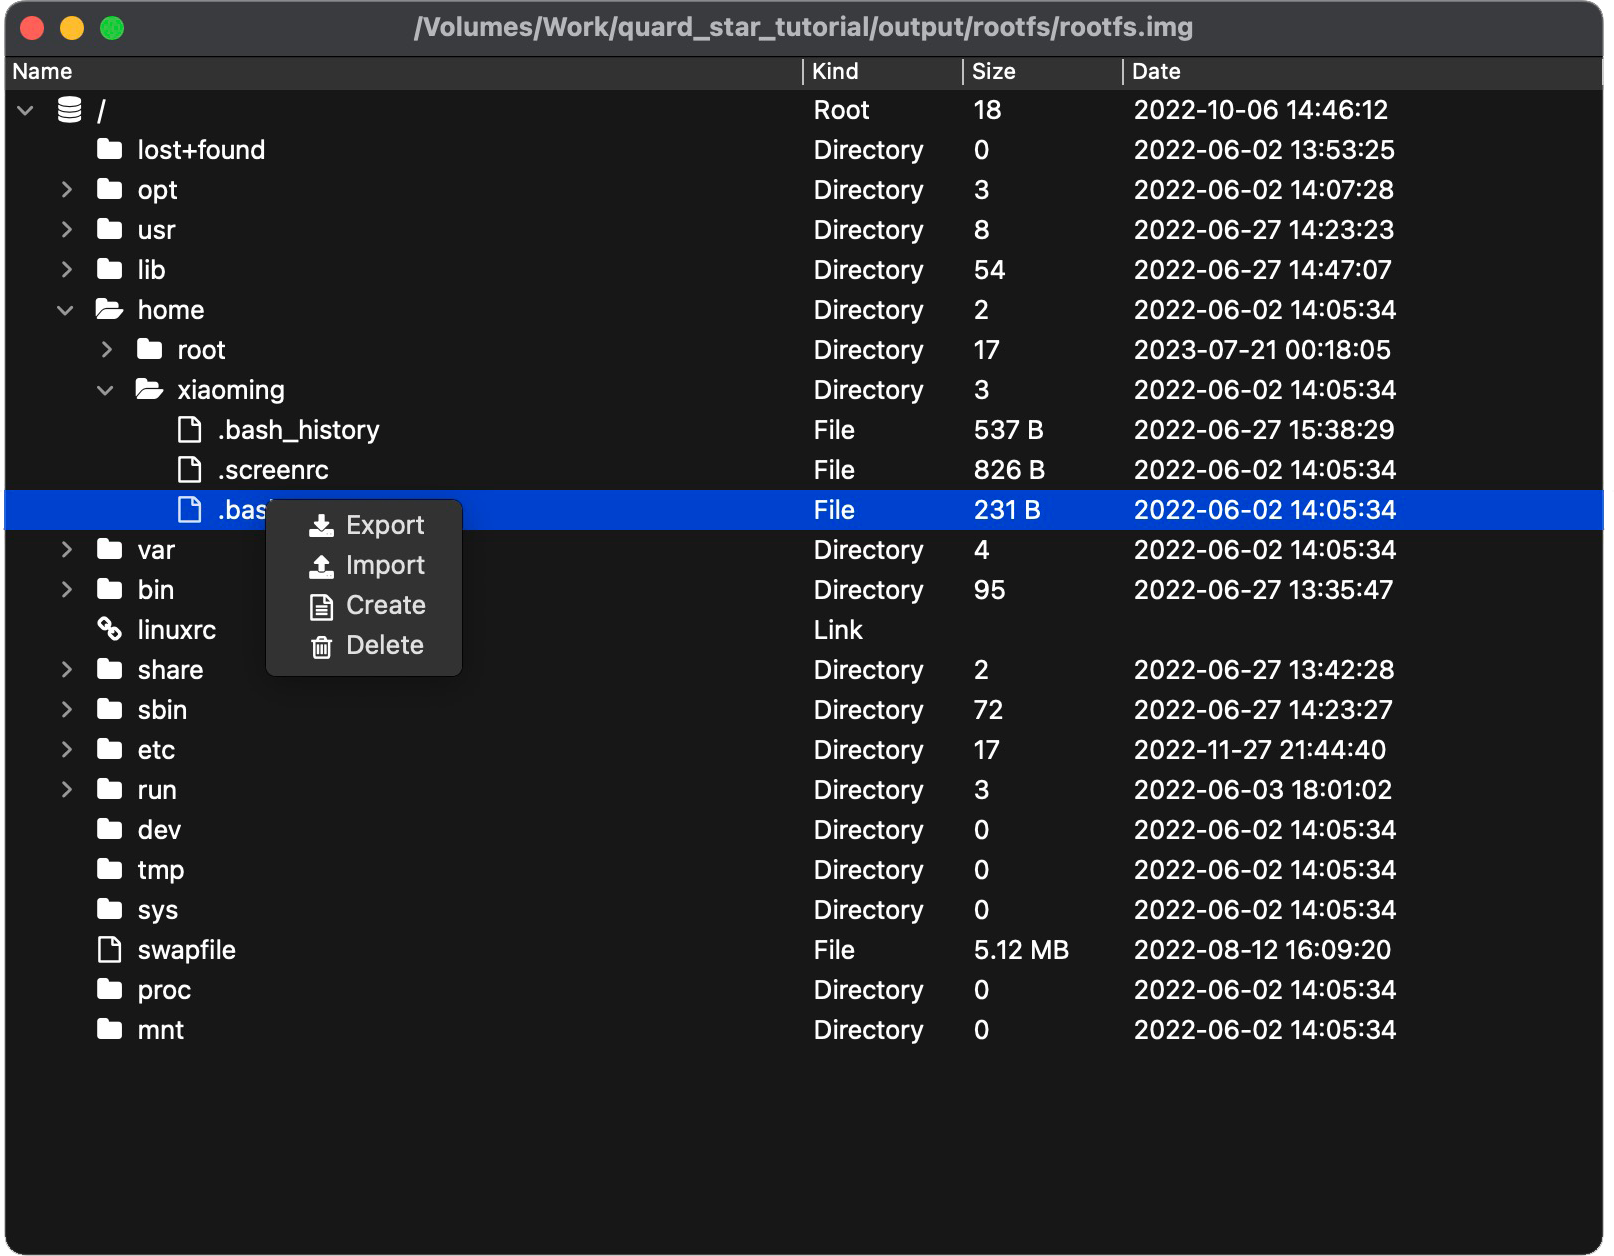 /Volumes/Work/quard_star_tutorial/output/rootfs/rootfs.img
Name Kind Size Date
/ Root 18 2022-10-06 14:46:12
lost+found Directory 0 2022-06-02 13:53:25
opt Directory 3 2022-06-02 14:07:28
usr Directory 8 2022-06-27 14:23:23
lib Directory 54 2022-06-27 14:47:07
home Directory 2 2022-06-02 14:05:34
root Directory 17 2023-07-21 00:18:05
xiaoming Directory 3 2022-06-02 14:05:34
.bash_history File 537 B 2022-06-27 15:38:29
.screenrc File 826 B 2022-06-02 14:05:34
File 231 B 2022-06-02 14:05:34
Export
var Directory 4 2022-06-02 14:05:34
Import
bin Directory 95 2022-06-27 13:35:47
Create
linuxrc Link
Delete
share Directory 2 2022-06-27 13:42:28
sbin Directory 72 2022-06-27 14:23:27
etc Directory 17 2022-11-27 21:44:40
run Directory 3 2022-06-03 18:01:02
dev Directory 0 2022-06-02 14:05:34
tmp Directory 0 2022-06-02 14:05:34
sys Directory 0 2022-06-02 14:05:34
swapfile File 5.12 MB 2022-08-12 16:09:20
proc Directory 0 2022-06-02 14:05:34
mnt Directory 0 2022-06-02 14:05:34